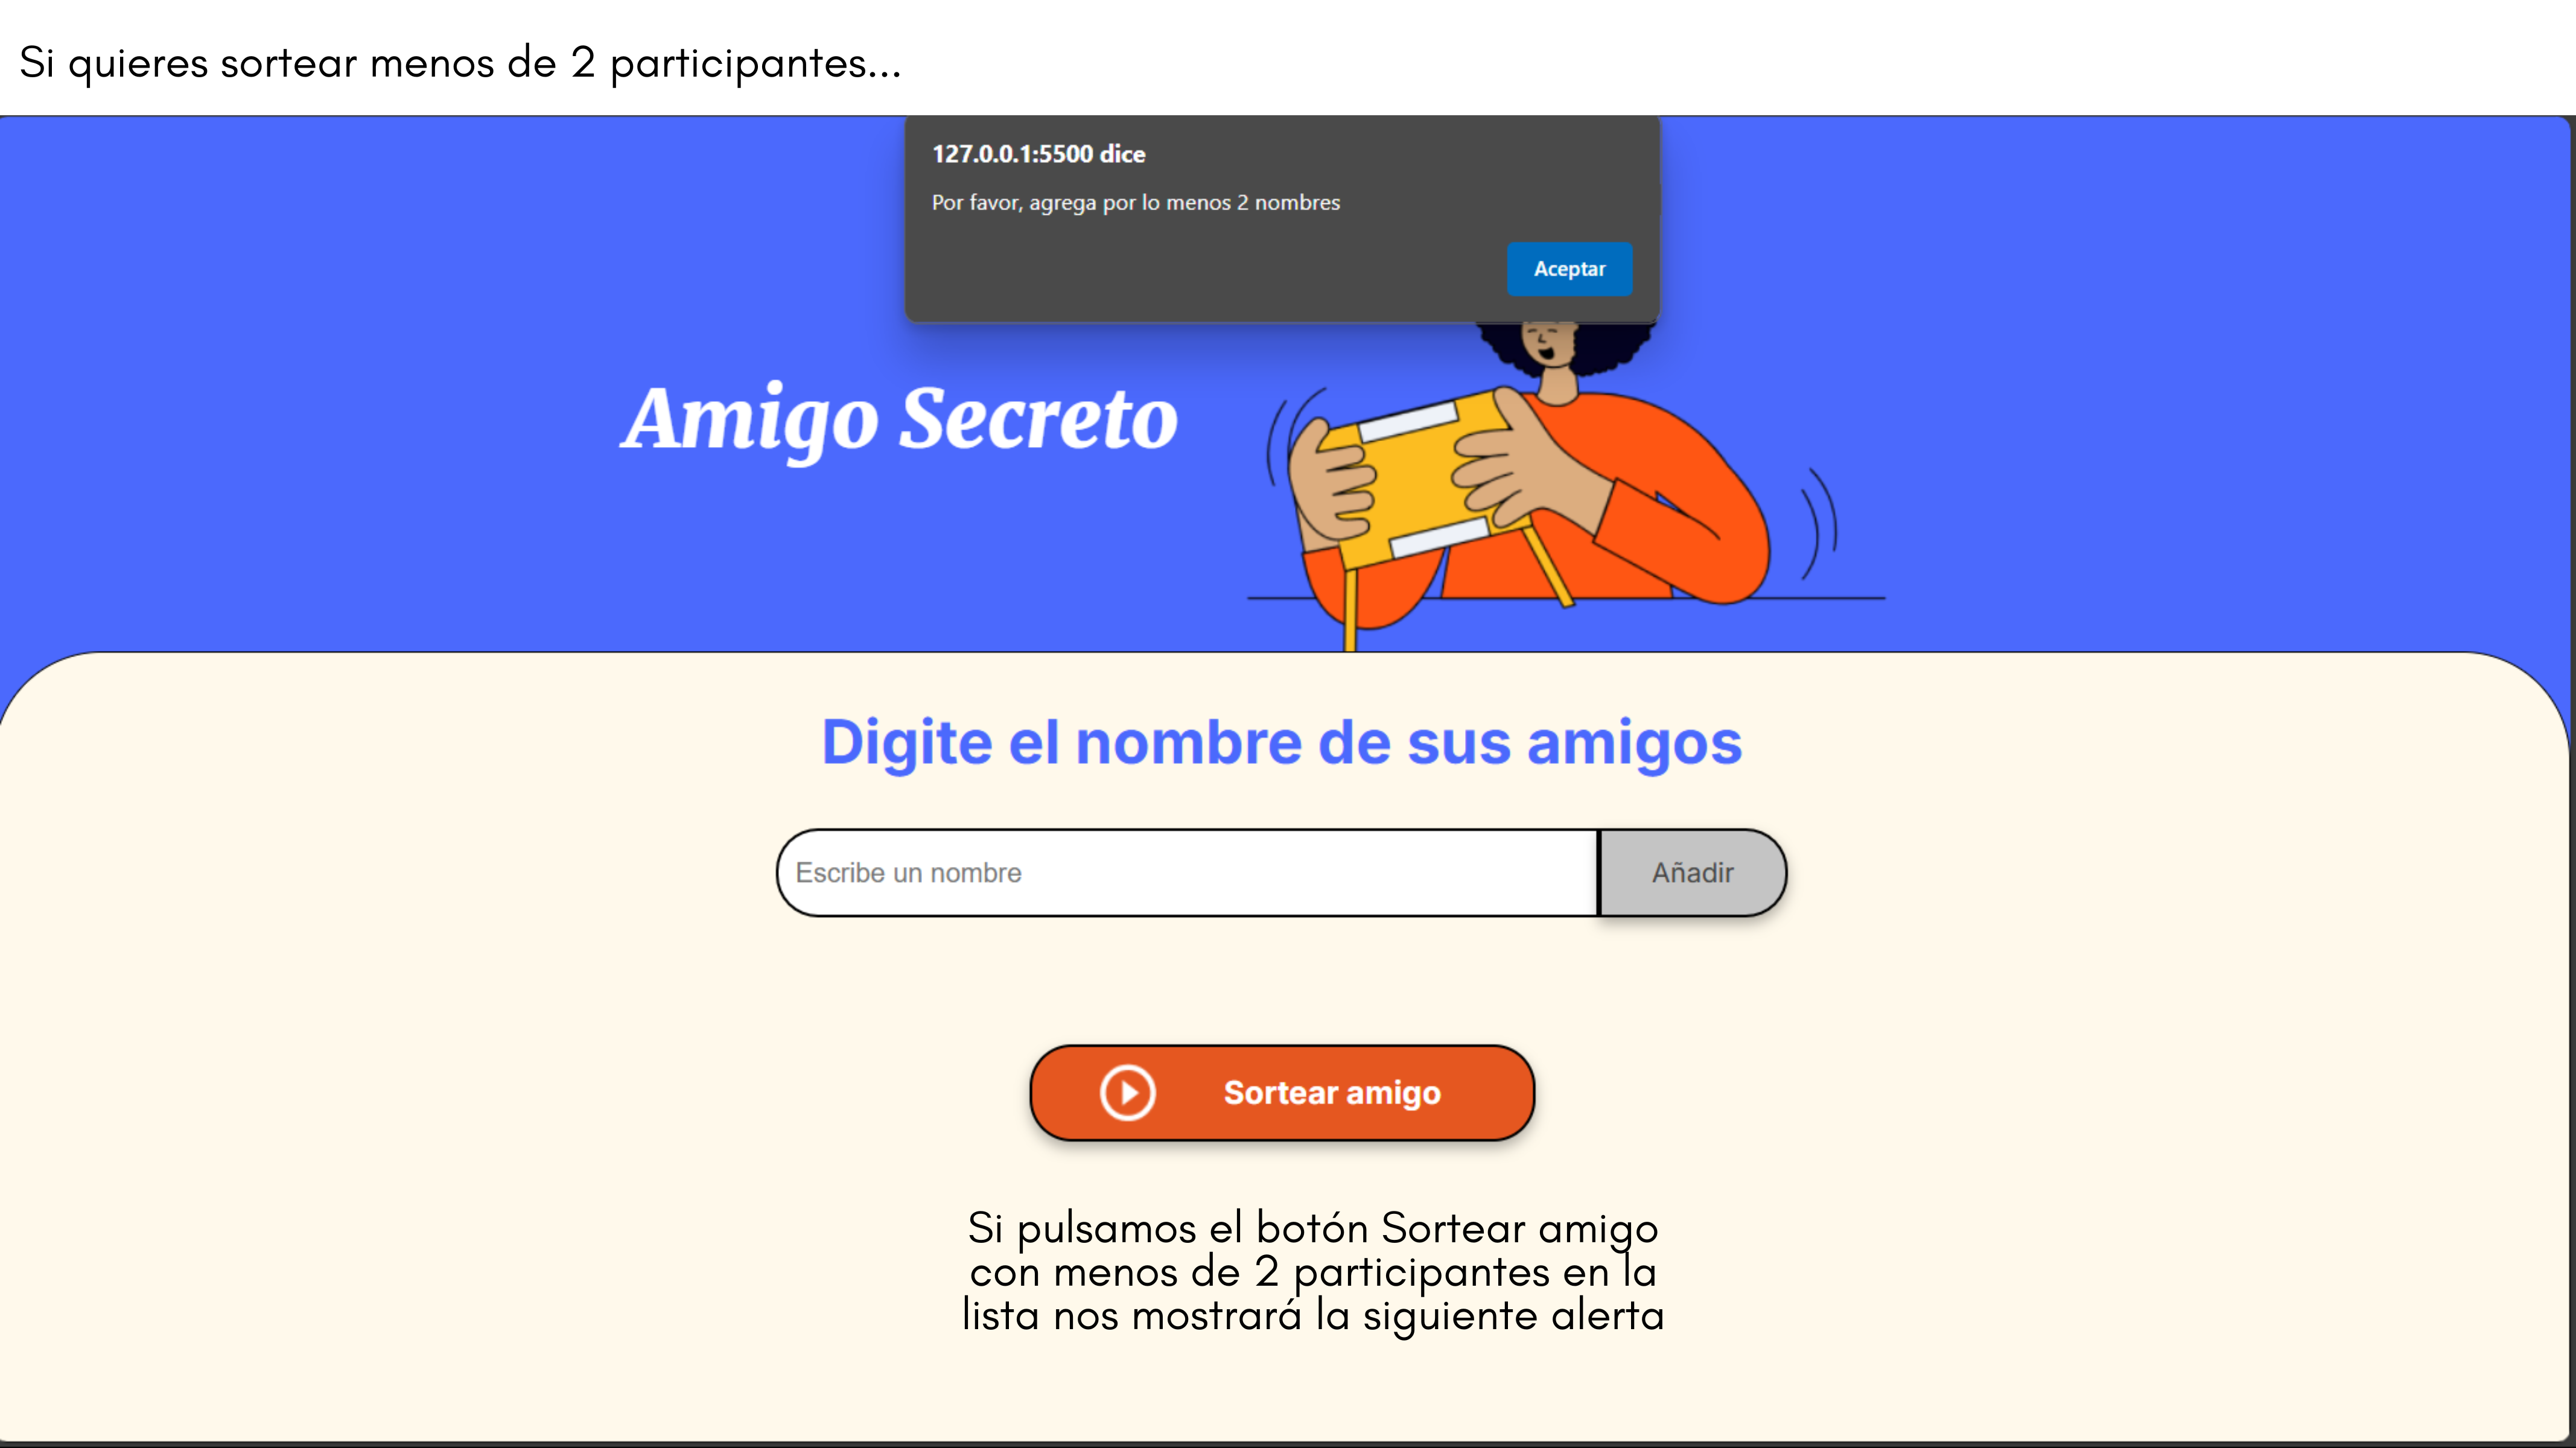 Si quieres sortear menos de 2 participantes...
127.0.0.1:5500 dice
Por favor, agrega por lo menos 2 nombres
Aceptar
Amigo Secreto
Digite el nombre de sus amigos
Escribe un nombre
Añadir
Sortear amigo
Si pulsamos el botón Sortear amigo
con menos de 2 participantes en la
lista nos mostrará la siguiente alerta